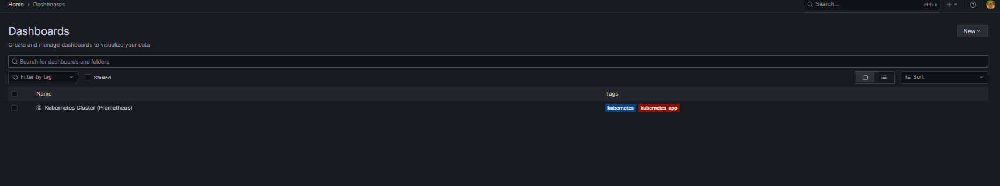 Home › Dashboards
Search... ctrl+k
Dashboards
New
Create and manage dashboards to visualize your data
Search for dashboards and folders
Filter by tag Starred Sort
Name Tags
Kubernetes Cluster (Prometheus) kubernetes kubernetes-app